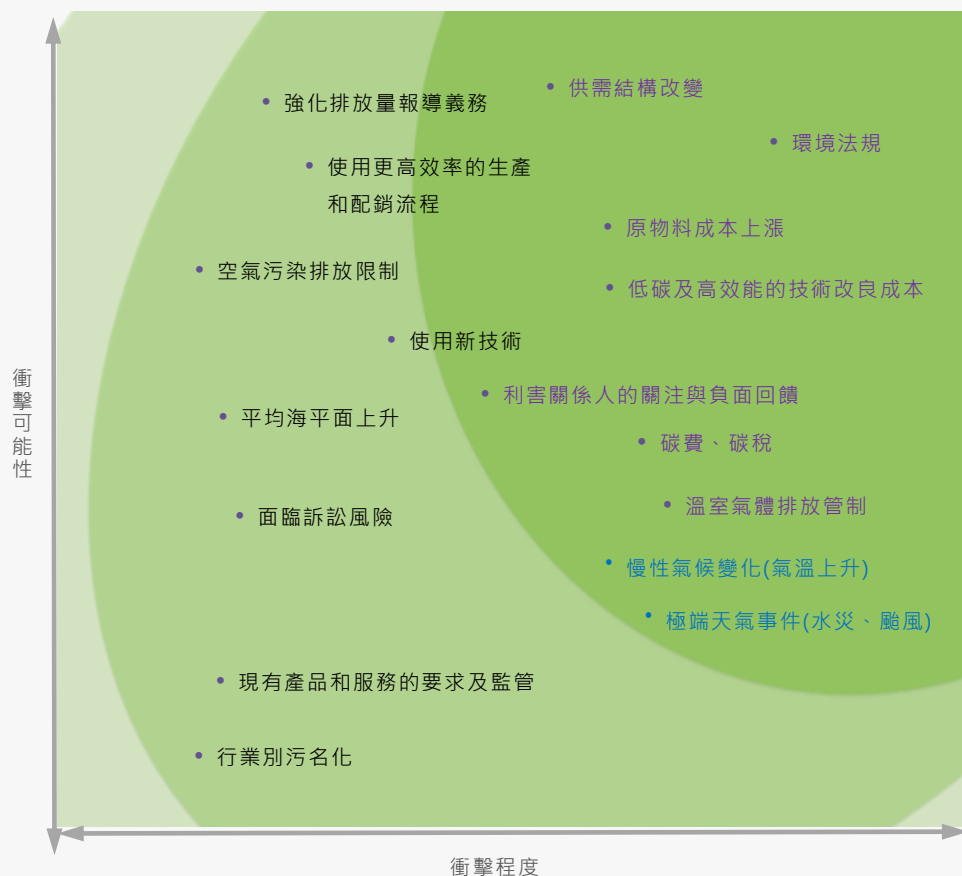 供需結構改變
強化排放量報導義務
環境法規
使用更高效率的生產
和配銷流程
原物料成本上漲
空氣污染排放限制
低碳及高效能的技術改良成本
使用新技術
利害關係人的關注與負面回饋
平均海平面上升
碳費、碳稅
溫室氣體排放管制
面臨訴訟風險
慢性氣候變化(氣溫上升)
極端天氣事件(水災、颱風)
現有產品和服務的要求及監管
行業別污名化
衝擊可能性
衝擊程度